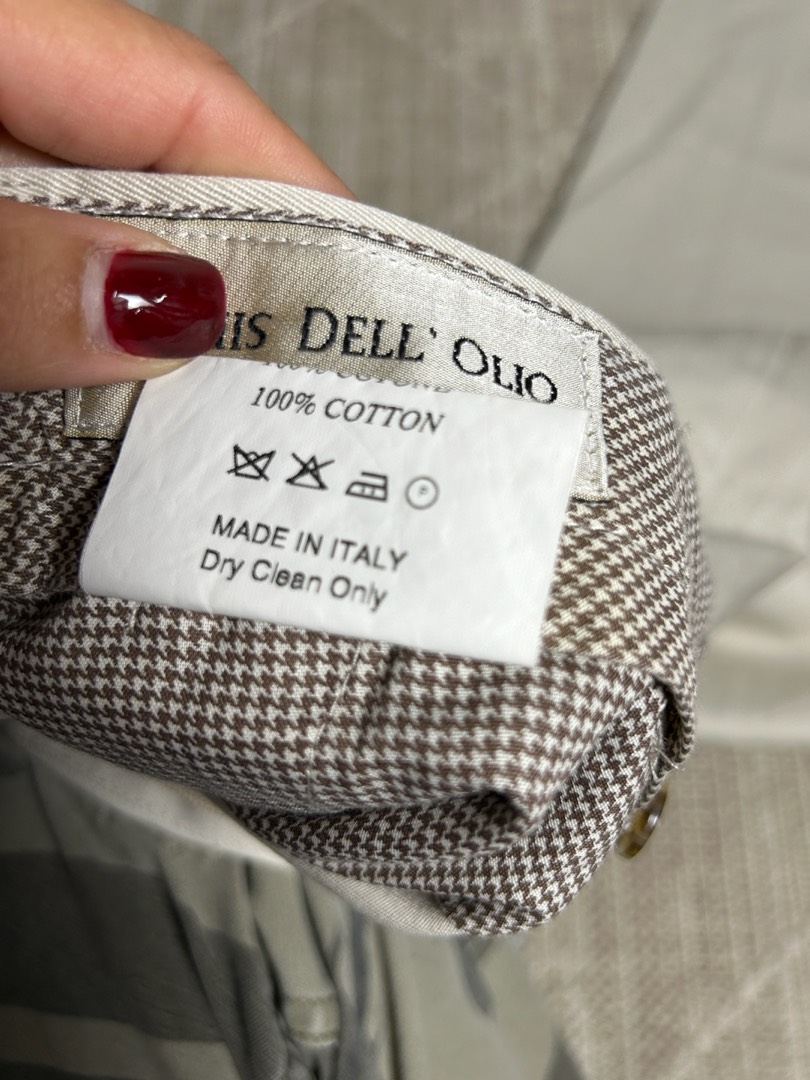 DELL' OLIO
100% COTTON
P
MADE IN ITALY
Dry Clean Only